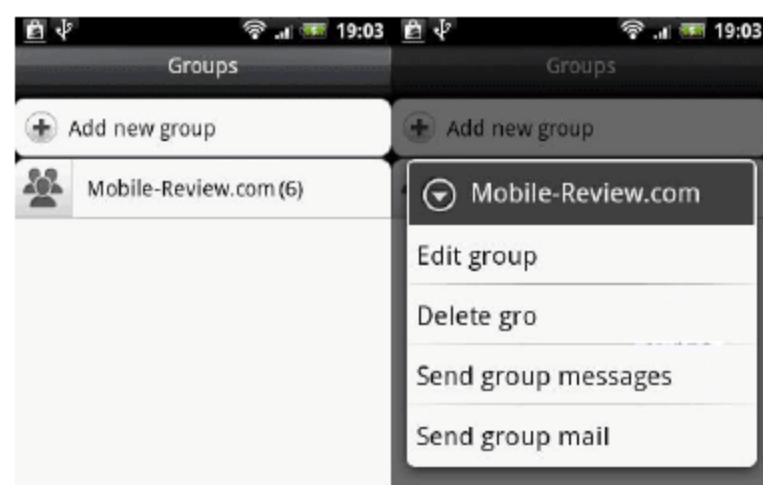 19:03
Groups
Add new group
Mobile-Review.com (6)
19:03
Groups
Add new group
Mobile-Review.com
Edit group
Delete gro
Send group messages
Send group mail